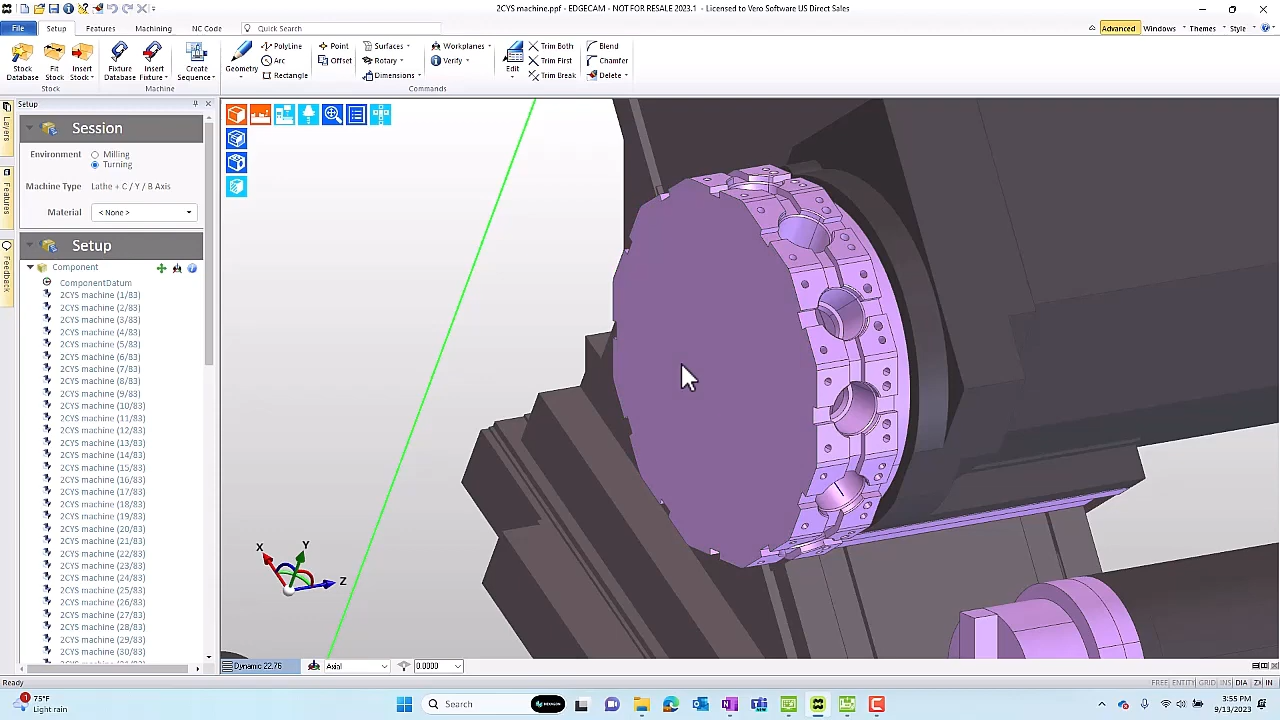 2CYS machine.ppf - EDGECAM - NOT FOR RESALE 2023.1 - Licensed to Vero Software US Direct Sales
File Setup Features Machining NC Code Quick Search Advanced Windows Themes Style
Stock Database
Fit Stock
Insert Stock
Stock
Fixture Database
Insert Fixture
Create Sequence
Machine
Geometry
PolyLine
Arc
Rectangle
Point
Offset
Surfaces
Rotary
Dimensions
Workplanes
Verify
Edit
Trim Both
Trim First
Trim Break
Blend
Chamfer
Delete
Commands
Setup
Layers
Features
Feedback
Session
Environment Milling
Turning
Machine Type Lathe + C / Y / B Axis
Material < None >
Setup
Component
ComponentDatum
2CYS machine (1/83)
2CYS machine (2/83)
2CYS machine (3/83)
2CYS machine (4/83)
2CYS machine (5/83)
2CYS machine (6/83)
2CYS machine (7/83)
2CYS machine (8/83)
2CYS machine (9/83)
2CYS machine (10/83)
2CYS machine (11/83)
2CYS machine (12/83)
2CYS machine (13/83)
2CYS machine (14/83)
2CYS machine (15/83)
2CYS machine (16/83)
2CYS machine (17/83)
2CYS machine (18/83)
2CYS machine (19/83)
2CYS machine (20/83)
2CYS machine (21/83)
2CYS machine (22/83)
2CYS machine (23/83)
2CYS machine (24/83)
2CYS machine (25/83)
2CYS machine (26/83)
2CYS machine (27/83)
2CYS machine (28/83)
2CYS machine (29/83)
2CYS machine (30/83)
X Y Z
Dynamic 22.76 Axial 0.0000
Ready FREE ENTITY GRID INS DIA ZX IN
75°F
Light rain
Search
HEXAGON
3:53 PM
9/13/2023